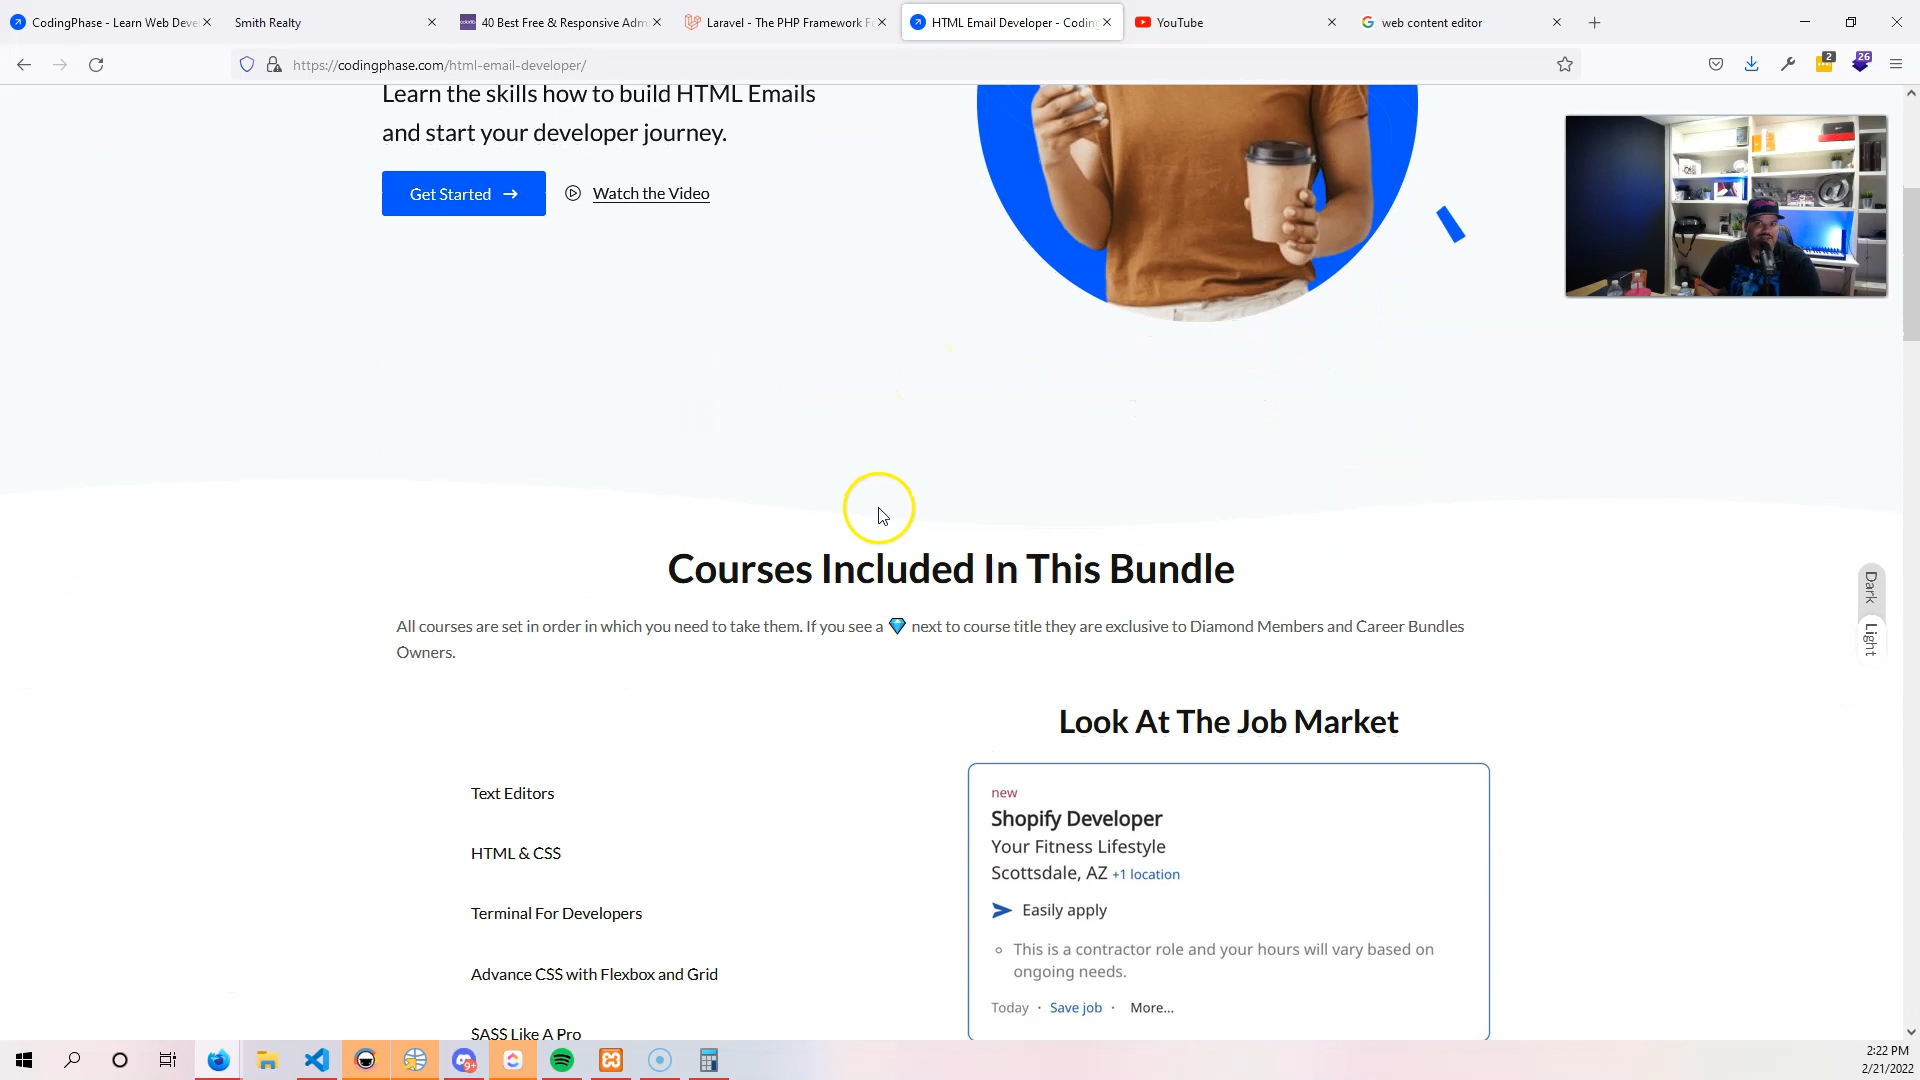 CodingPhase - Learn Web Deve
Smith Realty
40 Best Free & Responsive Adm
Laravel - The PHP Framework F
HTML Email Developer - Coding
YouTube
web content editor
https://codingphase.com/html-email-developer/
2
26
Learn the skills how to build HTML Emails
and start your developer journey.
Get Started
Watch the Video
Courses Included In This Bundle
All courses are set in order in which you need to take them. If you see a 💎 next to course title they are exclusive to Diamond Members and Career Bundles
Owners.
Dark
Light
Look At The Job Market
Text Editors
HTML & CSS
Terminal For Developers
Advance CSS with Flexbox and Grid
SASS Like A Pro
new
Shopify Developer
Your Fitness Lifestyle
Scottsdale, AZ +1 location
Easily apply
This is a contractor role and your hours will vary based on
ongoing needs.
Today · Save job · More...
9+
2:22 PM
2/21/2022